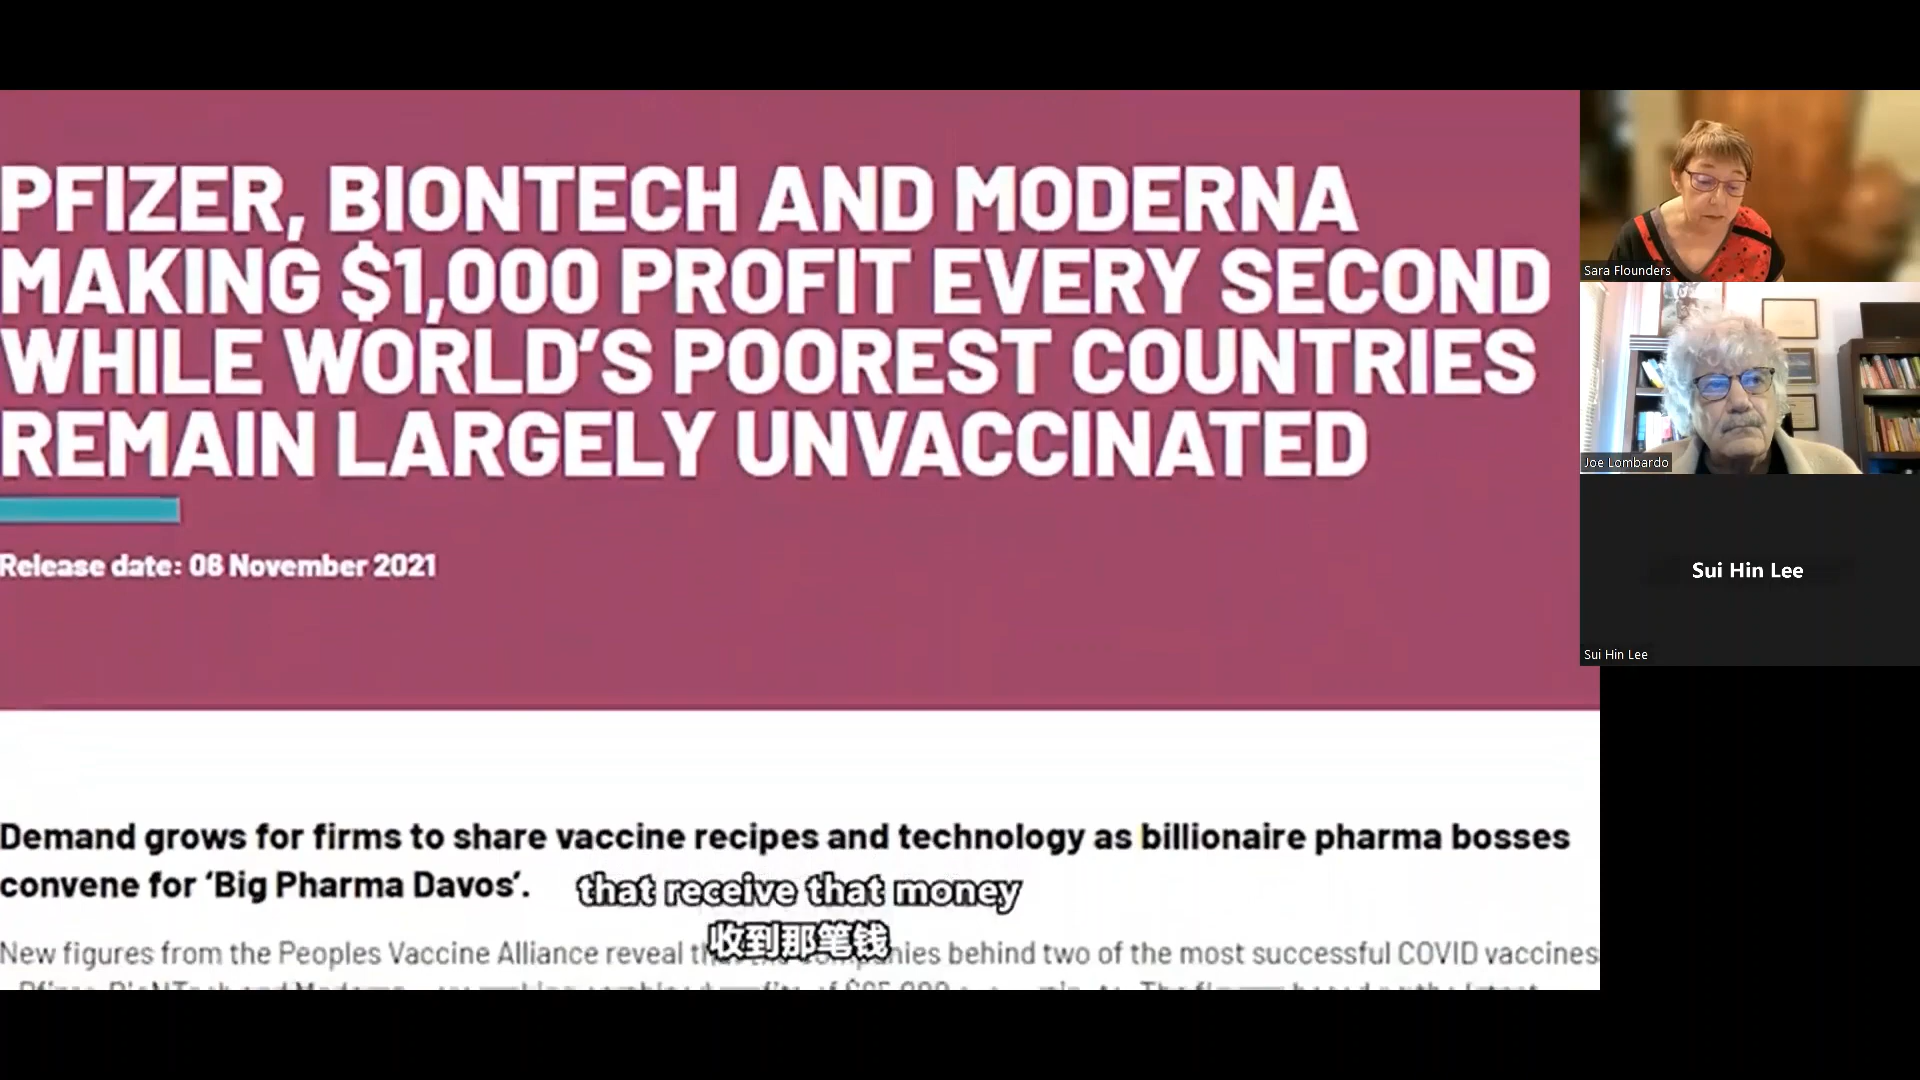 PFIZER, BIONTECH AND MODERNA
MAKING $1,000 PROFIT EVERY SECOND
WHILE WORLD'S POOREST COUNTRIES
REMAIN LARGELY UNVACCINATED
Release date: 08 November 2021
Demand grows for firms to share vaccine recipes and technology as billionaire pharma bosses
convene for 'Big Pharma Davos'.
that receive that money
收到那笔钱
New figures from the Peoples Vaccine Alliance reveal behind two of the most successful COVID vaccines
Sara Flounders
Joe Lombardo
Sui Hin Lee
Sui Hin Lee